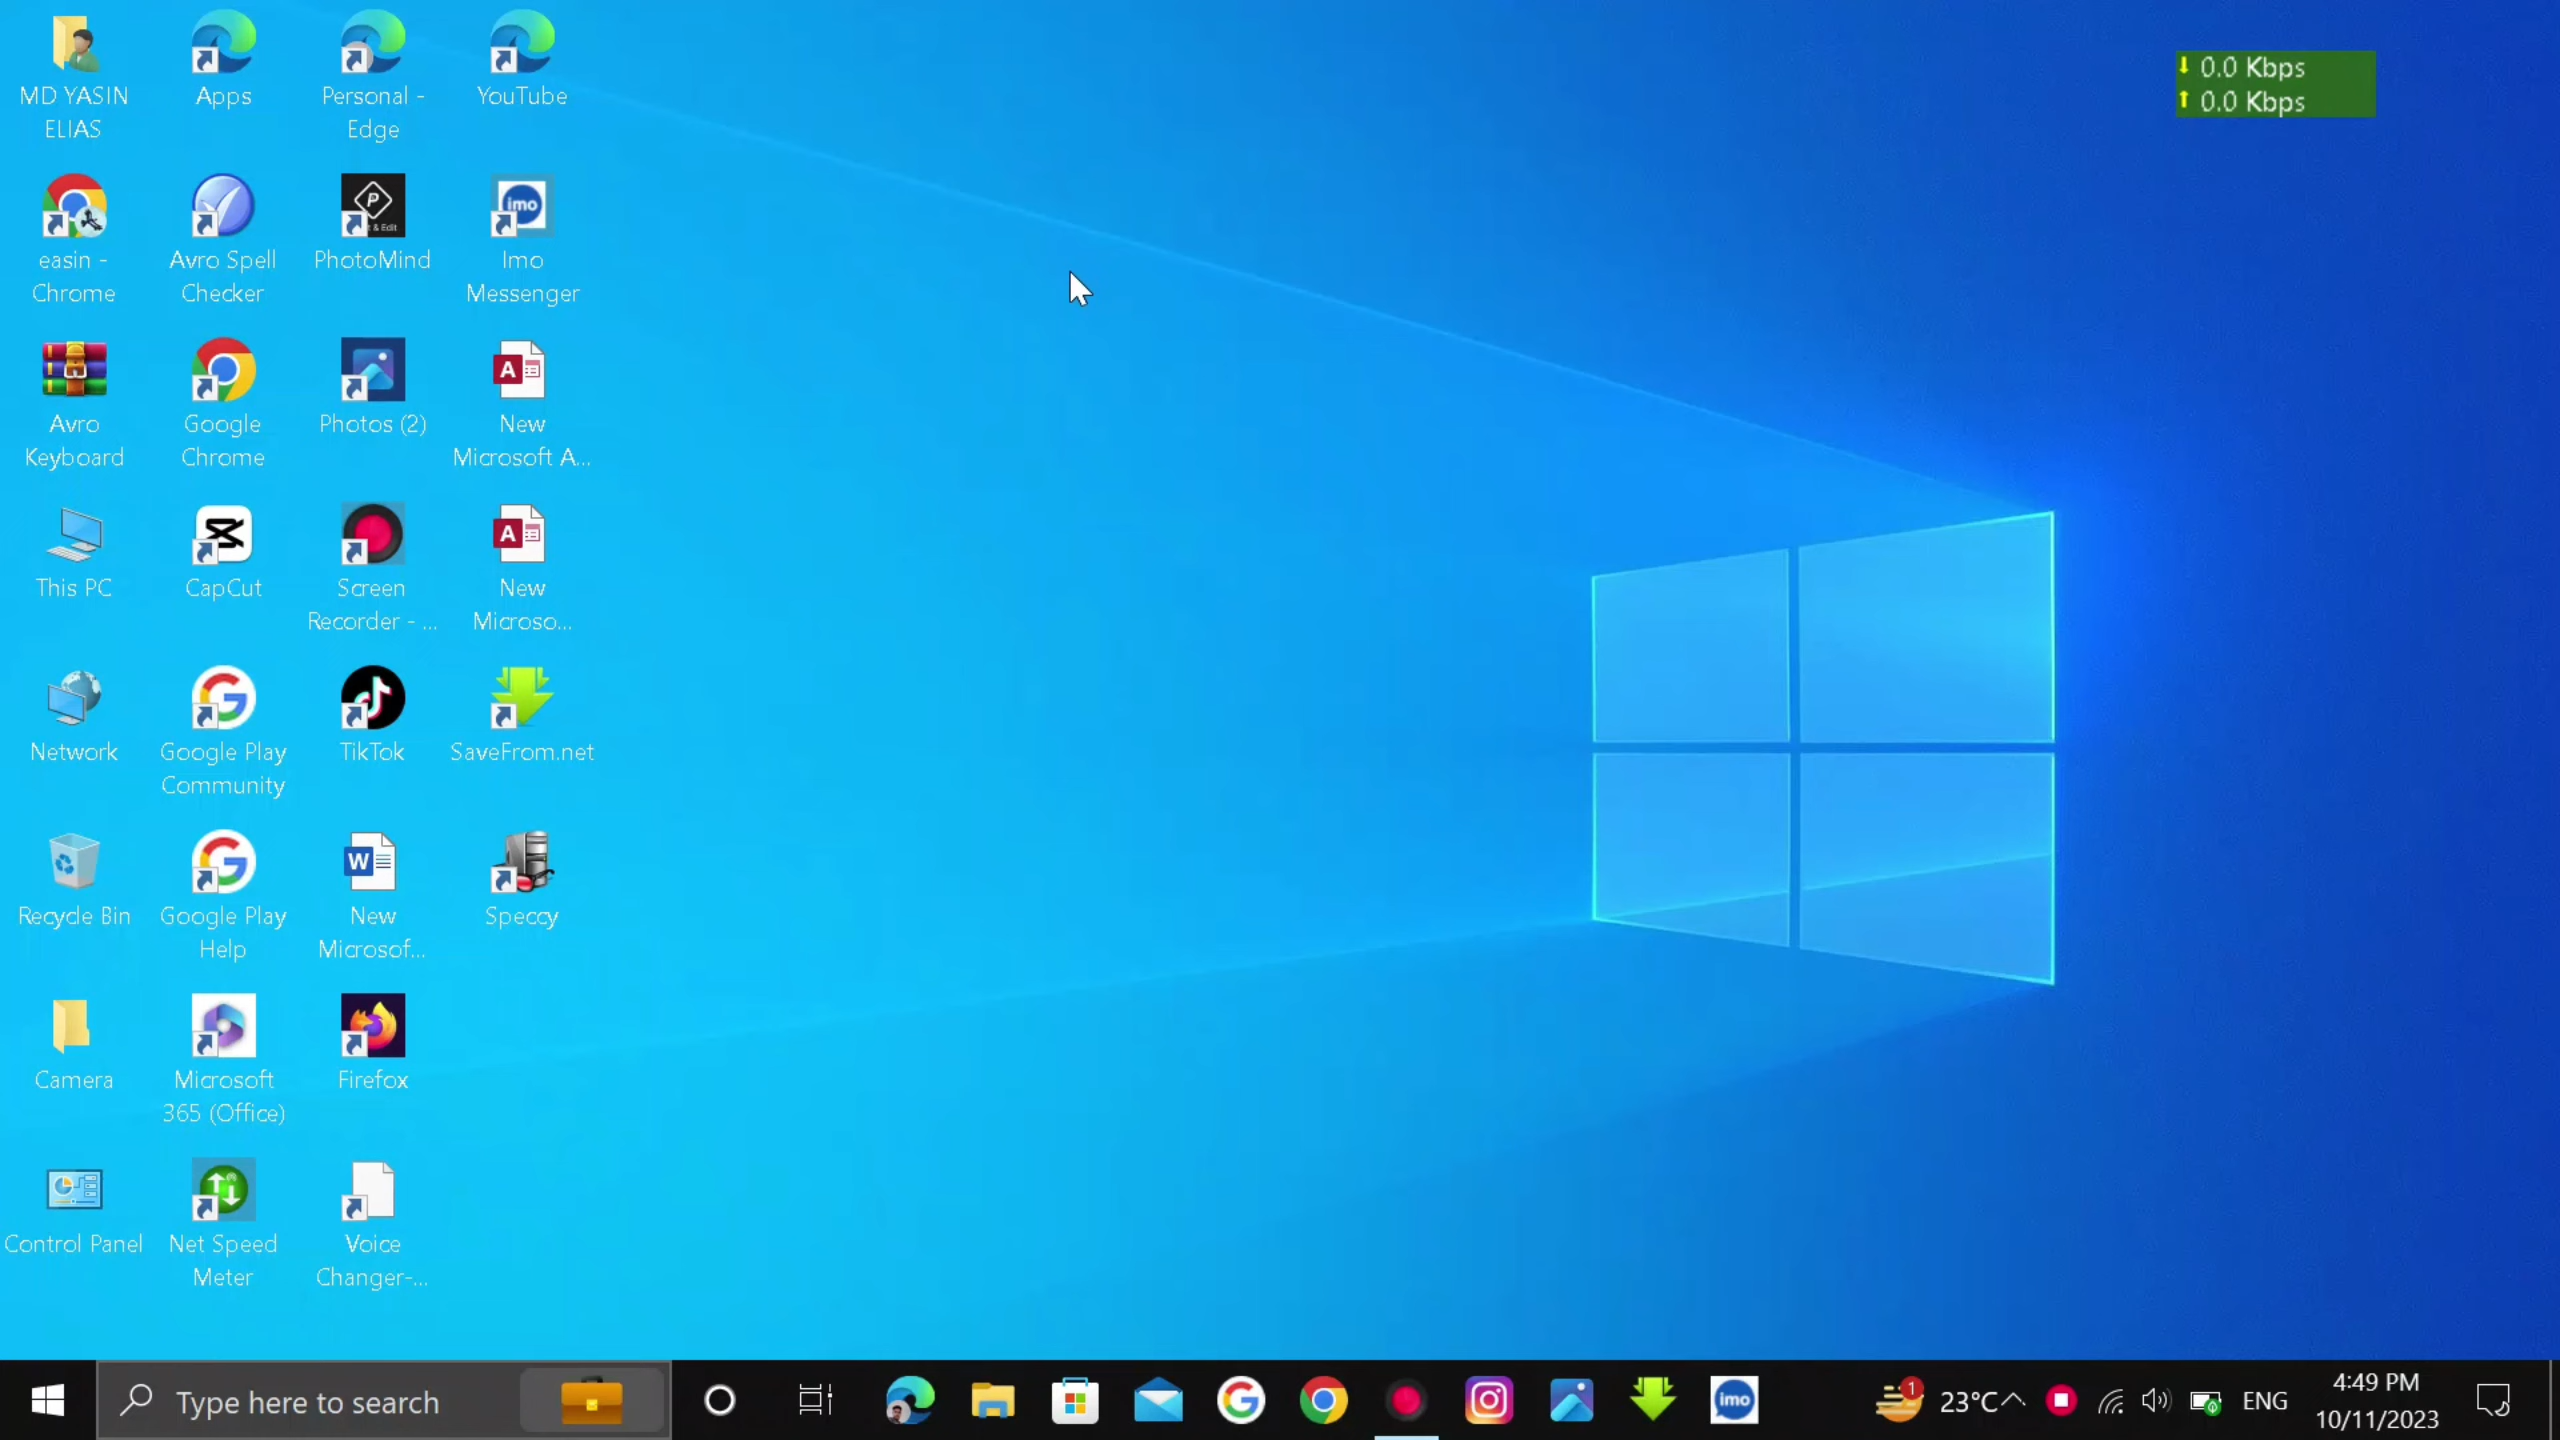 MD YASIN
ELIAS
Apps
Personal -
Edge
YouTube
easin -
Chrome
Avro Spell
Checker
PhotoMind
Imo
Messenger
Avro
Keyboard
Google
Chrome
Photos (2)
New
Microsoft A...
This PC
CapCut
Screen
Recorder - ...
New
Microso...
Network
Google Play
Community
TikTok
SaveFrom.net
Recycle Bin
Google Play
Help
New
Microsof...
Speccy
Camera
Microsoft
365 (Office)
Firefox
Control Panel
Net Speed
Meter
Voice
Changer-...
0.0 Kbps
0.0 Kbps
Type here to search
imo
1
23°C
ENG
4:49 PM
10/11/2023